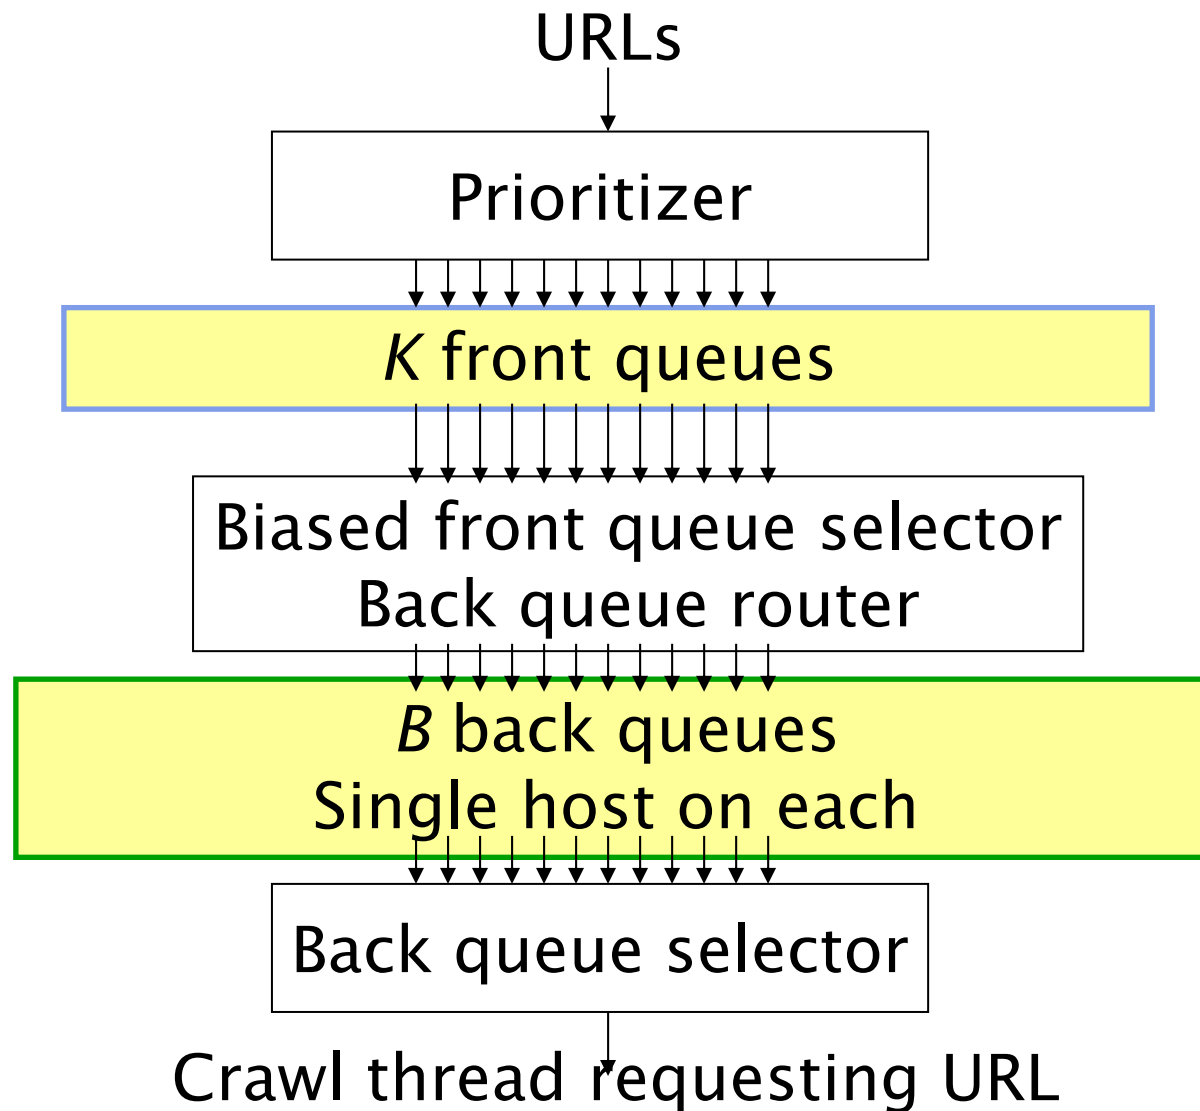 URLs
Prioritizer
K front queues
Biased front queue selector
Back queue router
B back queues
Single host on each
Back queue selector
Crawl thread requesting URL